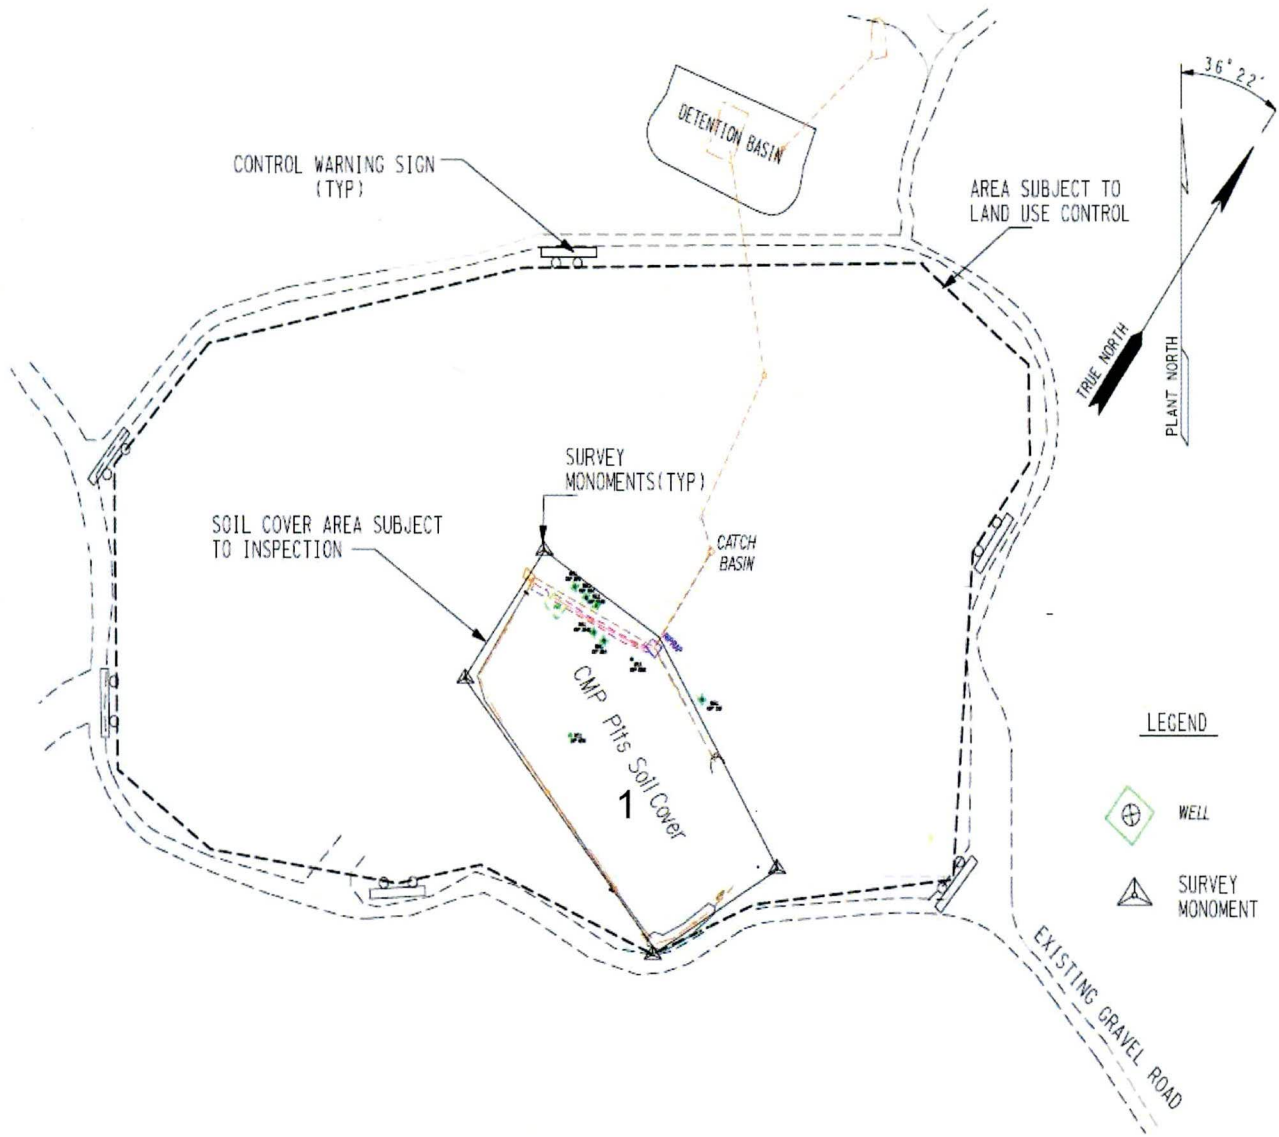 36° 22'
DETENTION BASIN
CONTROL WARNING SIGN
(TYP)
AREA SUBJECT TO
LAND USE CONTROL
TRUE NORTH
PLANT NORTH
SURVEY
MONOMENTS(TYP)
SOIL COVER AREA SUBJECT
TO INSPECTION
CATCH
BASIN
RIPRAP
CMP Pits Soil Cover
1
LEGEND
WELL
SURVEY
MONOMENT
EXISTING GRAVEL ROAD